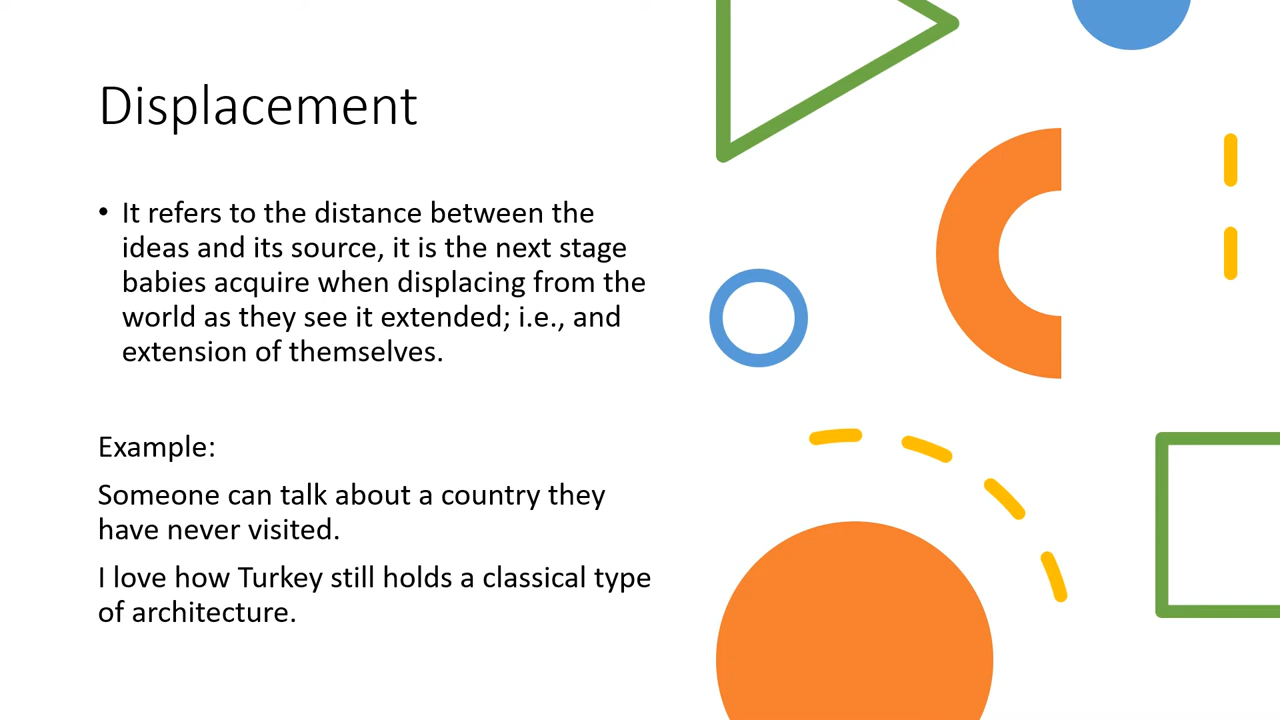 Displacement
• It refers to the distance between the
ideas and its source, it is the next stage
babies acquire when displacing from the
world as they see it extended; i.e., and
extension of themselves.
Example:
Someone can talk about a country they
have never visited.
I love how Turkey still holds a classical type
of architecture.